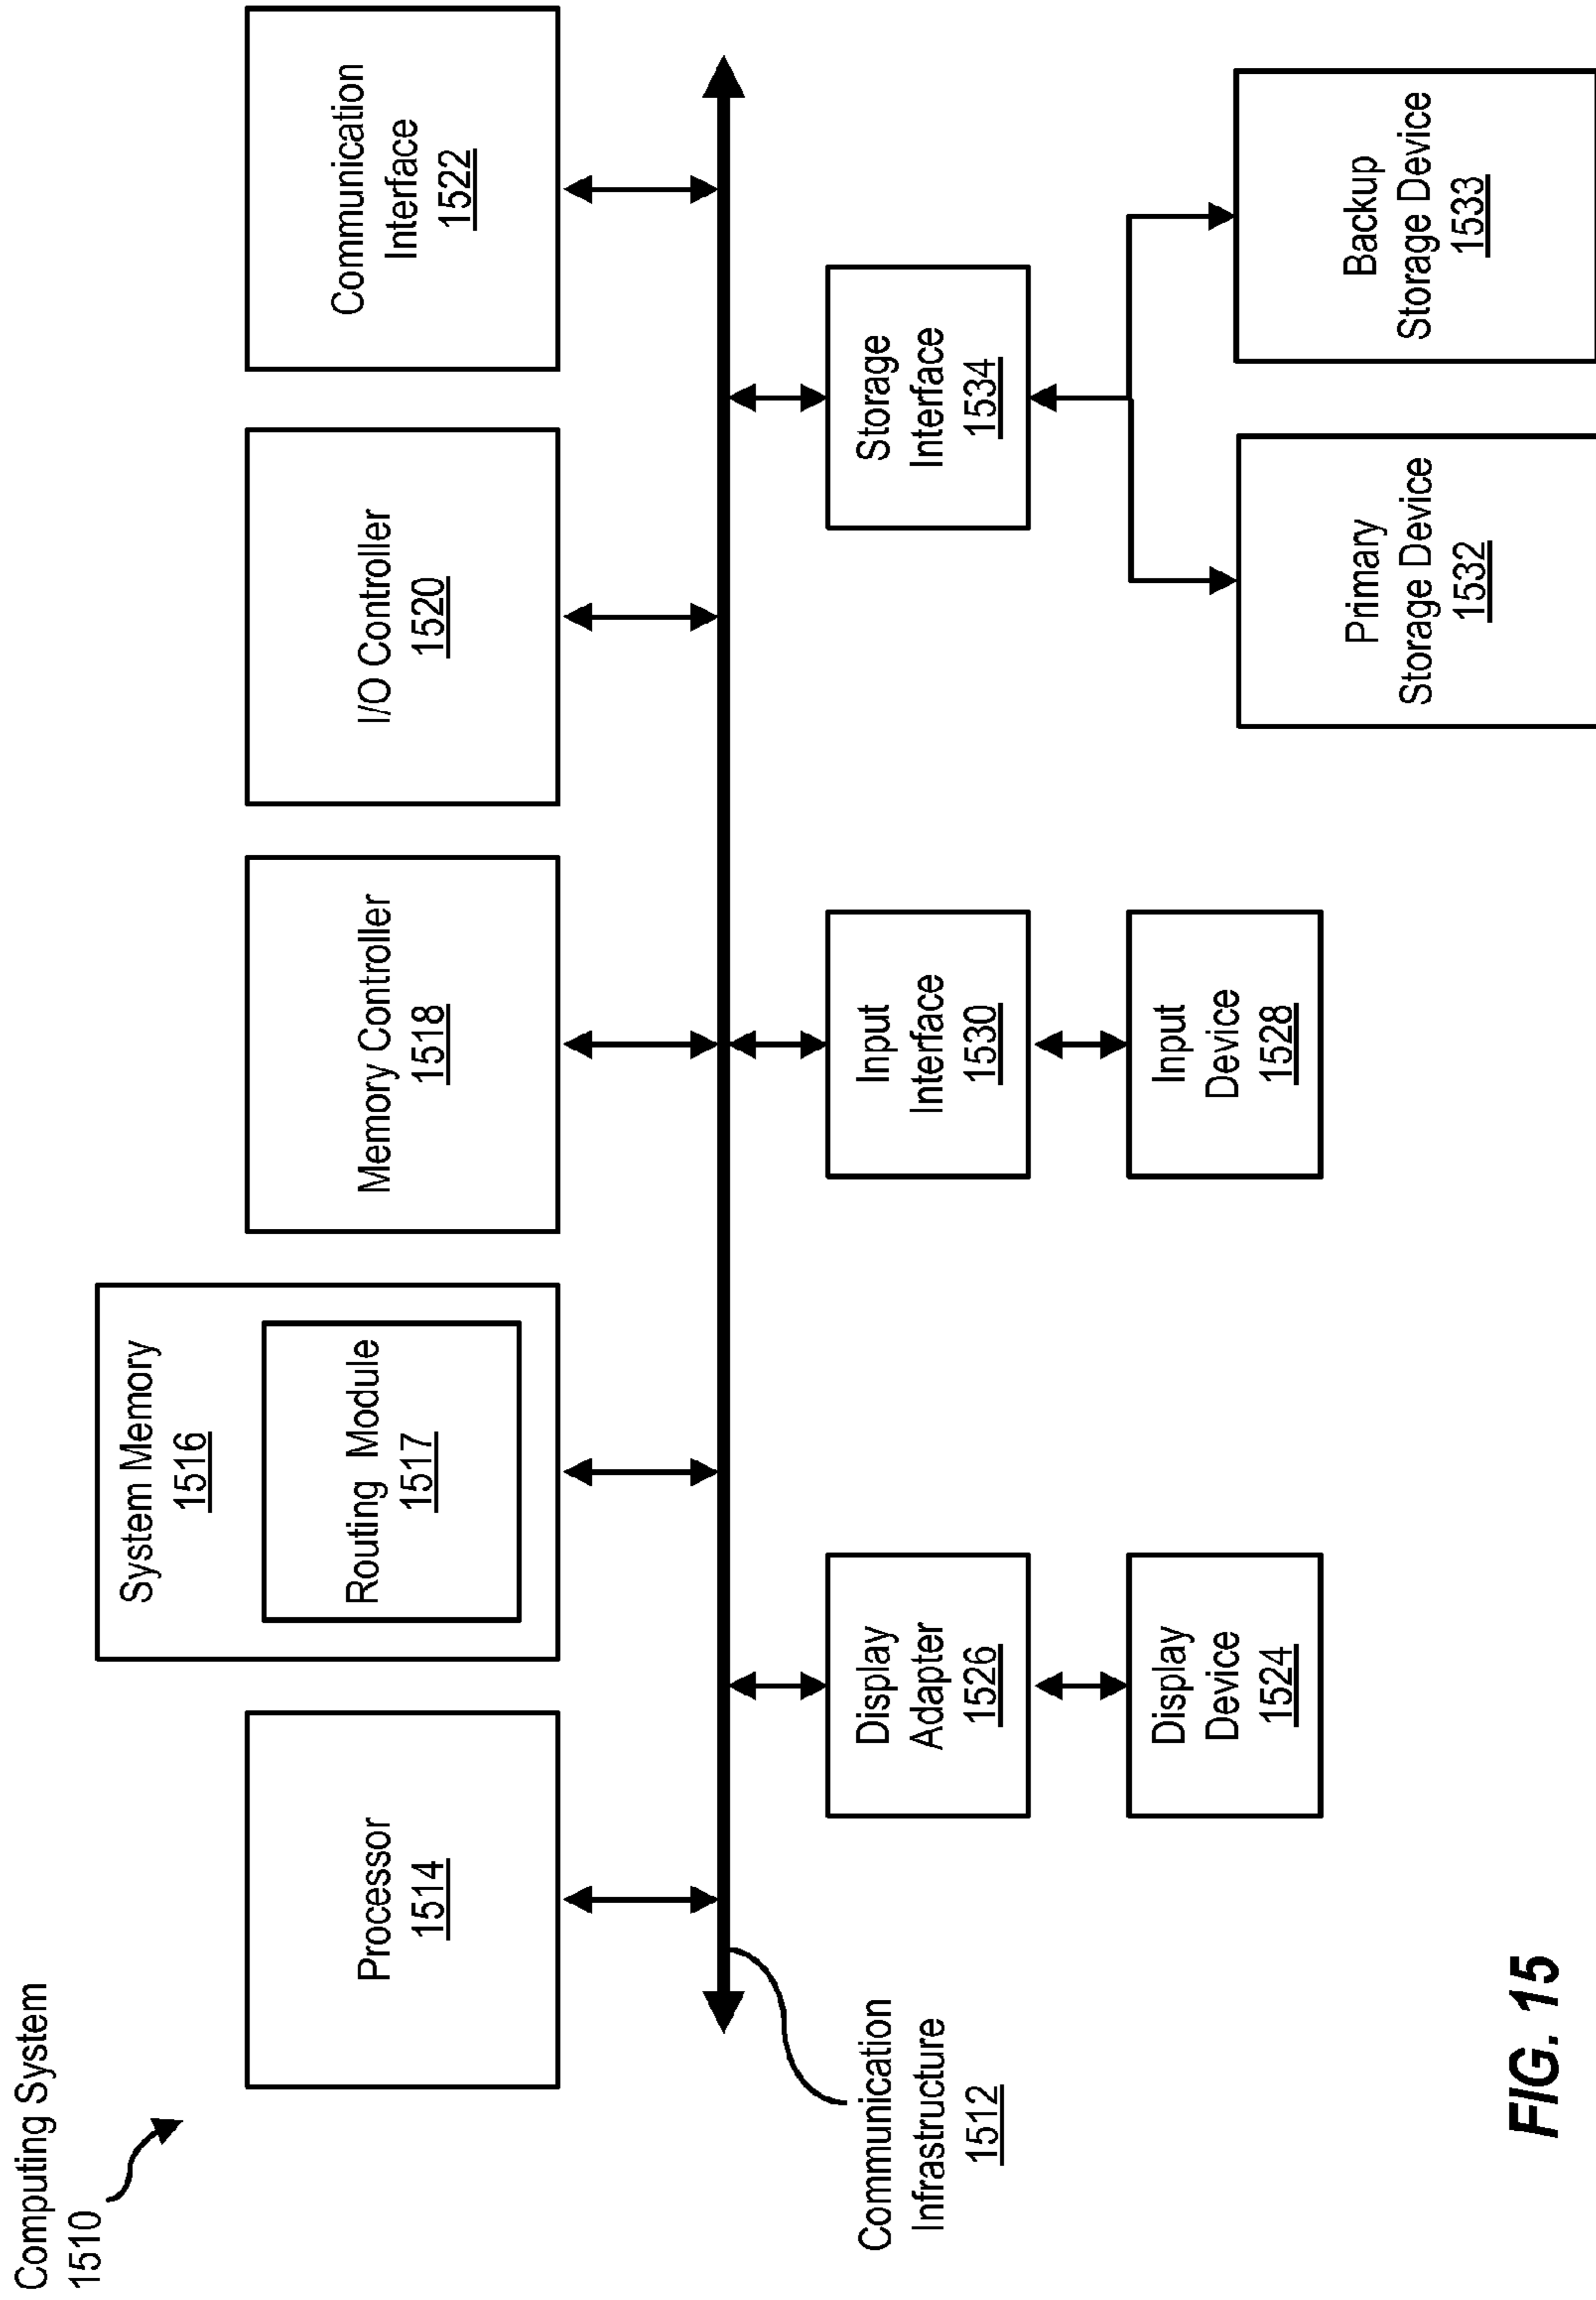 Computing System
1510
Processor
1514
System Memory
1516
Routing Module
1517
Memory Controller
1518
I/O Controller
1520
Communication
Interface
1522
Communication
Infrastructure
1512
Display
Adapter
1526
Input
Interface
1530
Storage
Interface
1534
Display
Device
1524
Input
Device
1528
Primary
Storage Device
1532
Backup
Storage Device
1533
FIG. 15